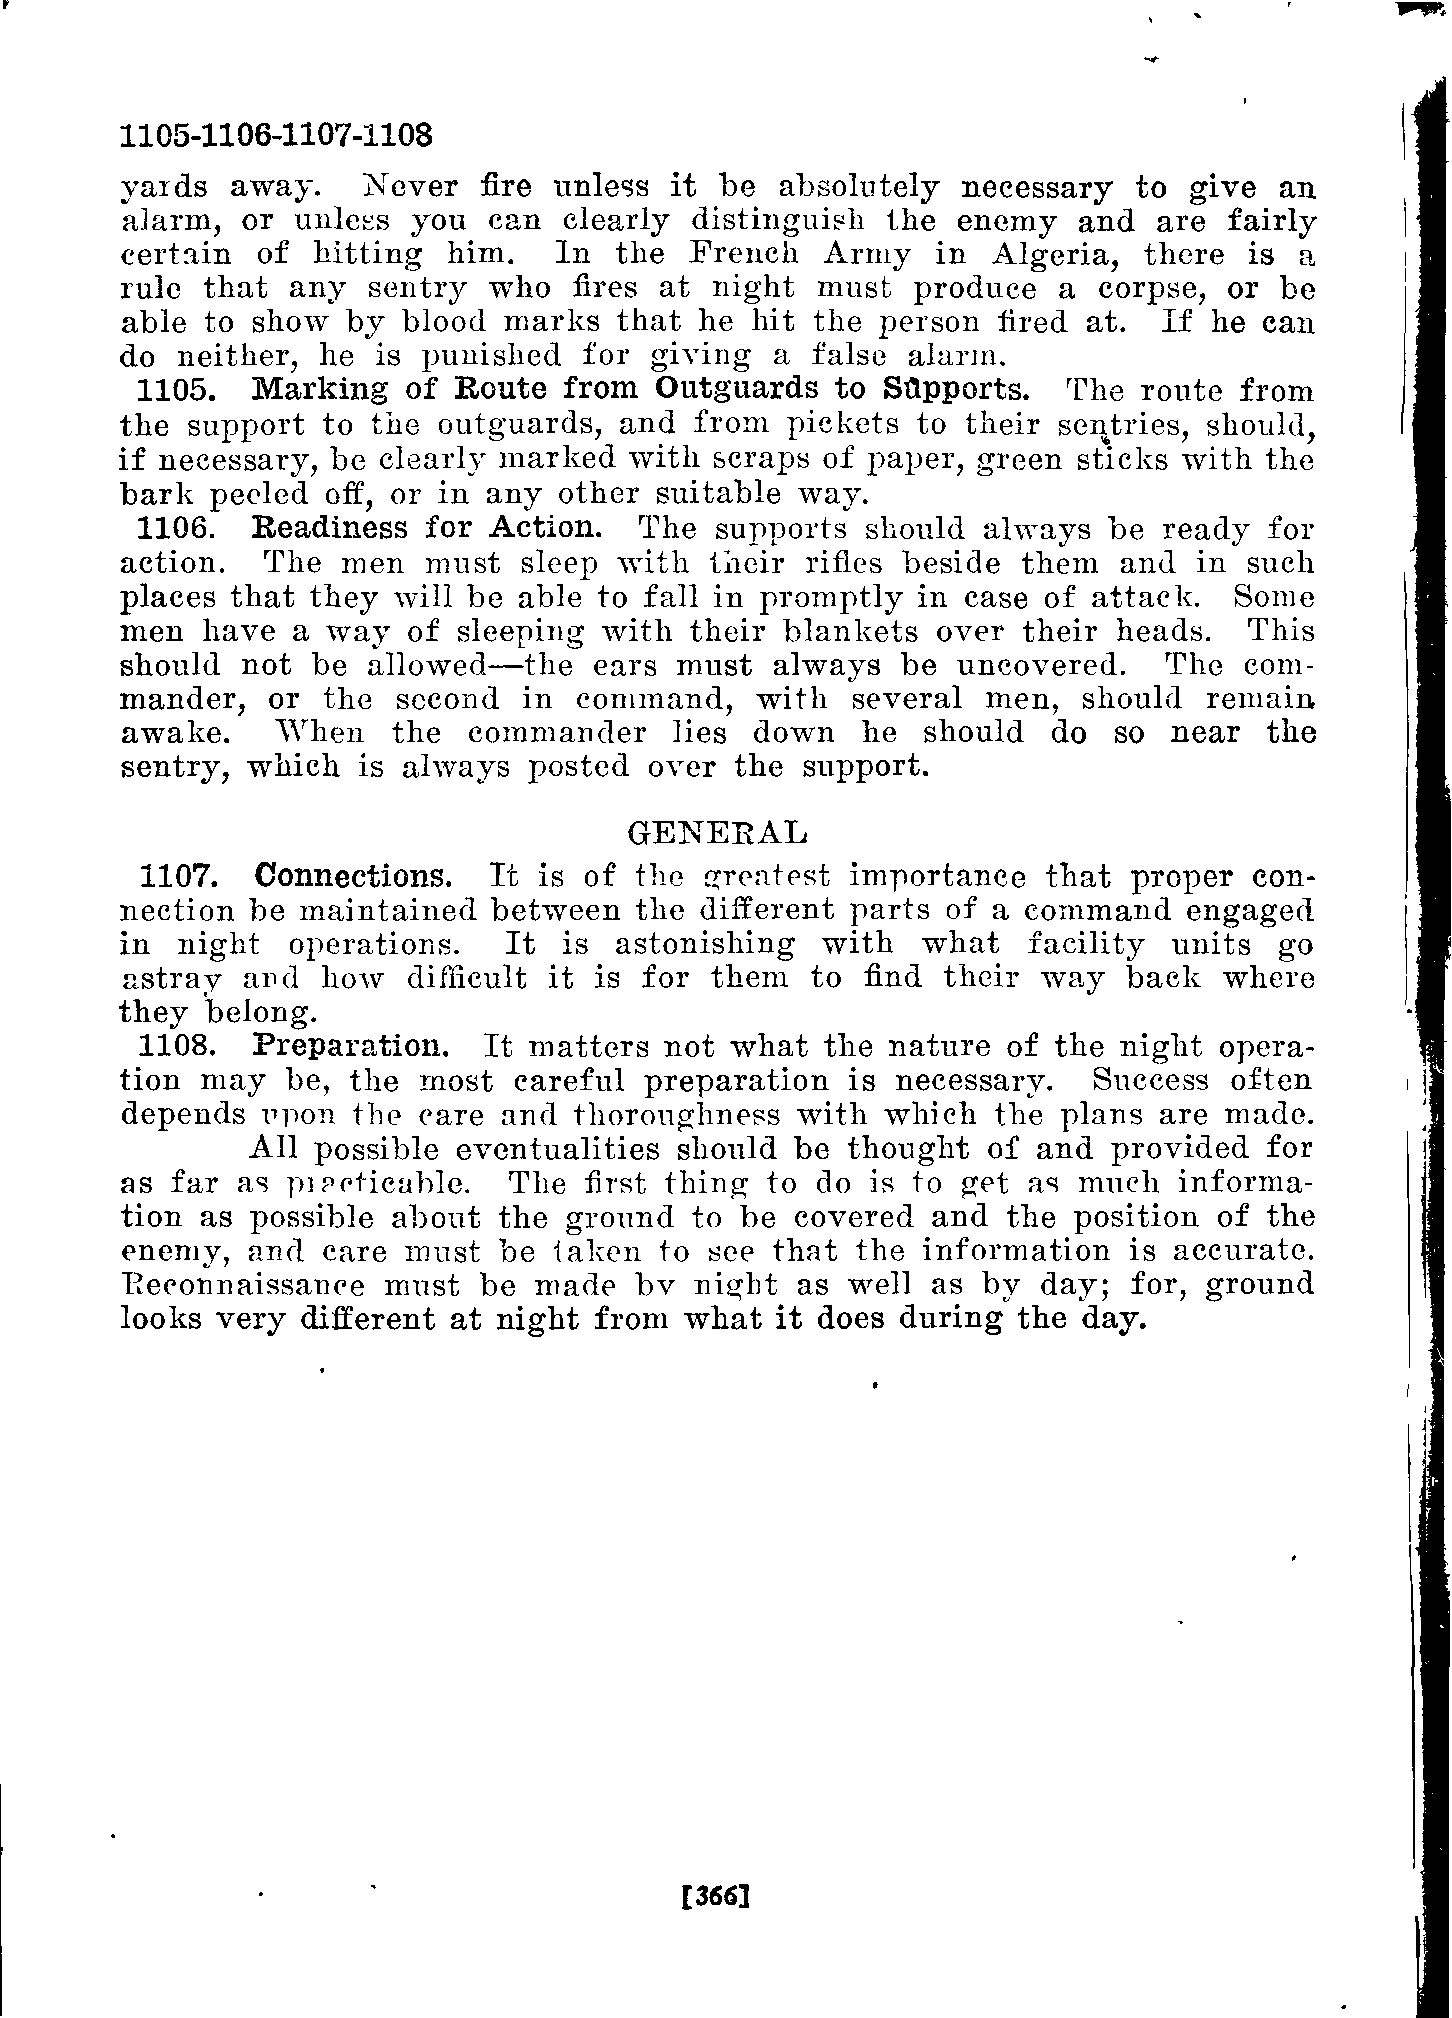 1105-1106-1107-1108
yards away. Never fire unless it be absolutely necessary to give an
alarm, or unless you can clearly distinguish the enemy and are fairly
certain of hitting him. In the French Army in Algeria, there is a
rule that any sentry who fires at night must produce a corpse, or be
able to show by blood marks that he hit the person fired at. If he can
do neither, he is punished for giving a false alarm.
1105. Marking of Route from Outguards to Supports. The route from
the support to the outguards, and from pickets to their sentries, should,
if necessary, be clearly marked with scraps of paper, green sticks with the
bark peeled off, or in any other suitable way.
1106. Readiness for Action. The supports should always be ready for
action. The men must sleep with their rifles beside them and in such
places that they will be able to fall in promptly in case of attack. Some
men have a way of sleeping with their blankets over their heads. This
should not be allowed—the ears must always be uncovered. The com-
mander, or the second in command, with several men, should remain
awake. When the commander lies down he should do so near the
sentry, which is always posted over the support.
GENERAL
1107. Connections. It is of the greatest importance that proper con-
nection be maintained between the different parts of a command engaged
in night operations. It is astonishing with what facility units go
astray and how difficult it is for them to find their way back where
they belong.
1108. Preparation. It matters not what the nature of the night opera-
tion may be, the most careful preparation is necessary. Success often
depends upon the care and thoroughness with which the plans are made.
All possible eventualities should be thought of and provided for
as far as practicable. The first thing to do is to get as much informa-
tion as possible about the ground to be covered and the position of the
enemy, and care must be taken to see that the information is accurate.
Reconnaissance must be made by night as well as by day; for, ground
looks very different at night from what it does during the day.
[366]